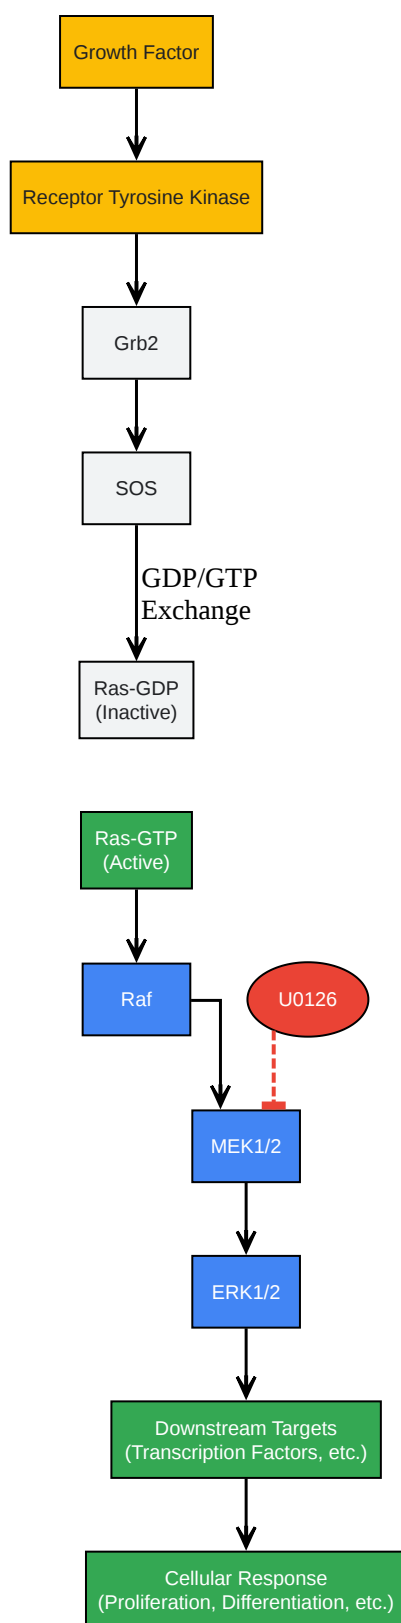 Growth Factor
Receptor Tyrosine Kinase
Grb2
SOS
GDP/GTP
Exchange
Ras-GDP
(Inactive)
Ras-GTP
(Active)
Raf
U0126
MEK1/2
ERK1/2
Downstream Targets
(Transcription Factors, etc.)
Cellular Response
(Proliferation, Differentiation, etc.)